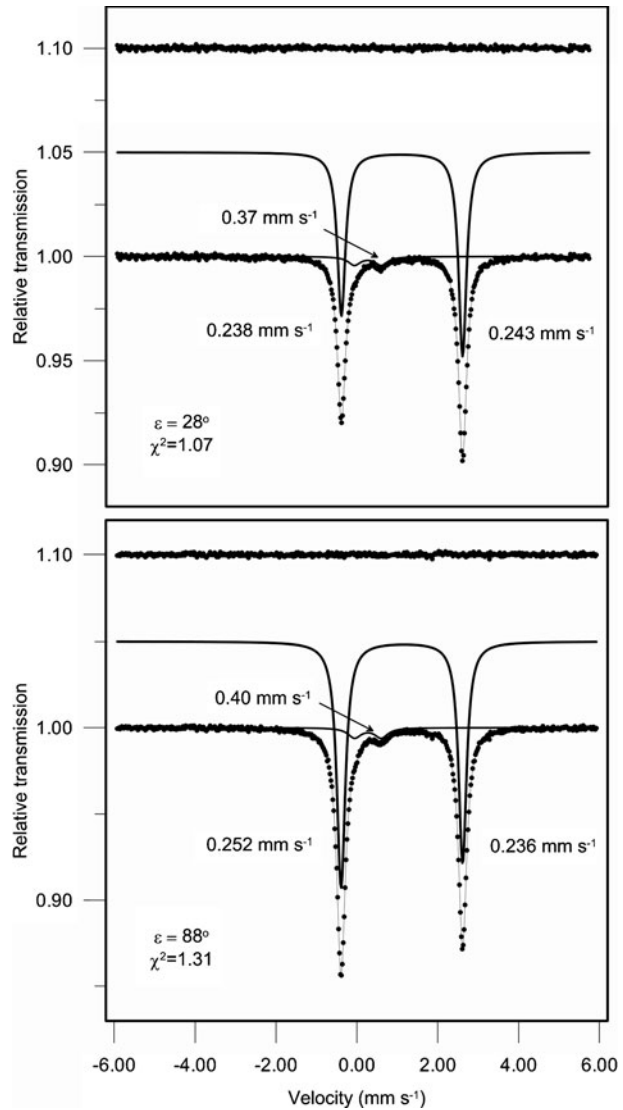 1.10
1.05
0.37 mm s⁻¹
1.00
0.238 mm s⁻¹
0.243 mm s⁻¹
0.95
ε = 28º
χ²=1.07
0.90
Relative transmission
1.10
0.40 mm s⁻¹
1.00
0.252 mm s⁻¹
0.236 mm s⁻¹
0.90
ε = 88º
χ²=1.31
Relative transmission
-6.00 -4.00 -2.00 0.00 2.00 4.00 6.00
Velocity (mm s⁻¹)